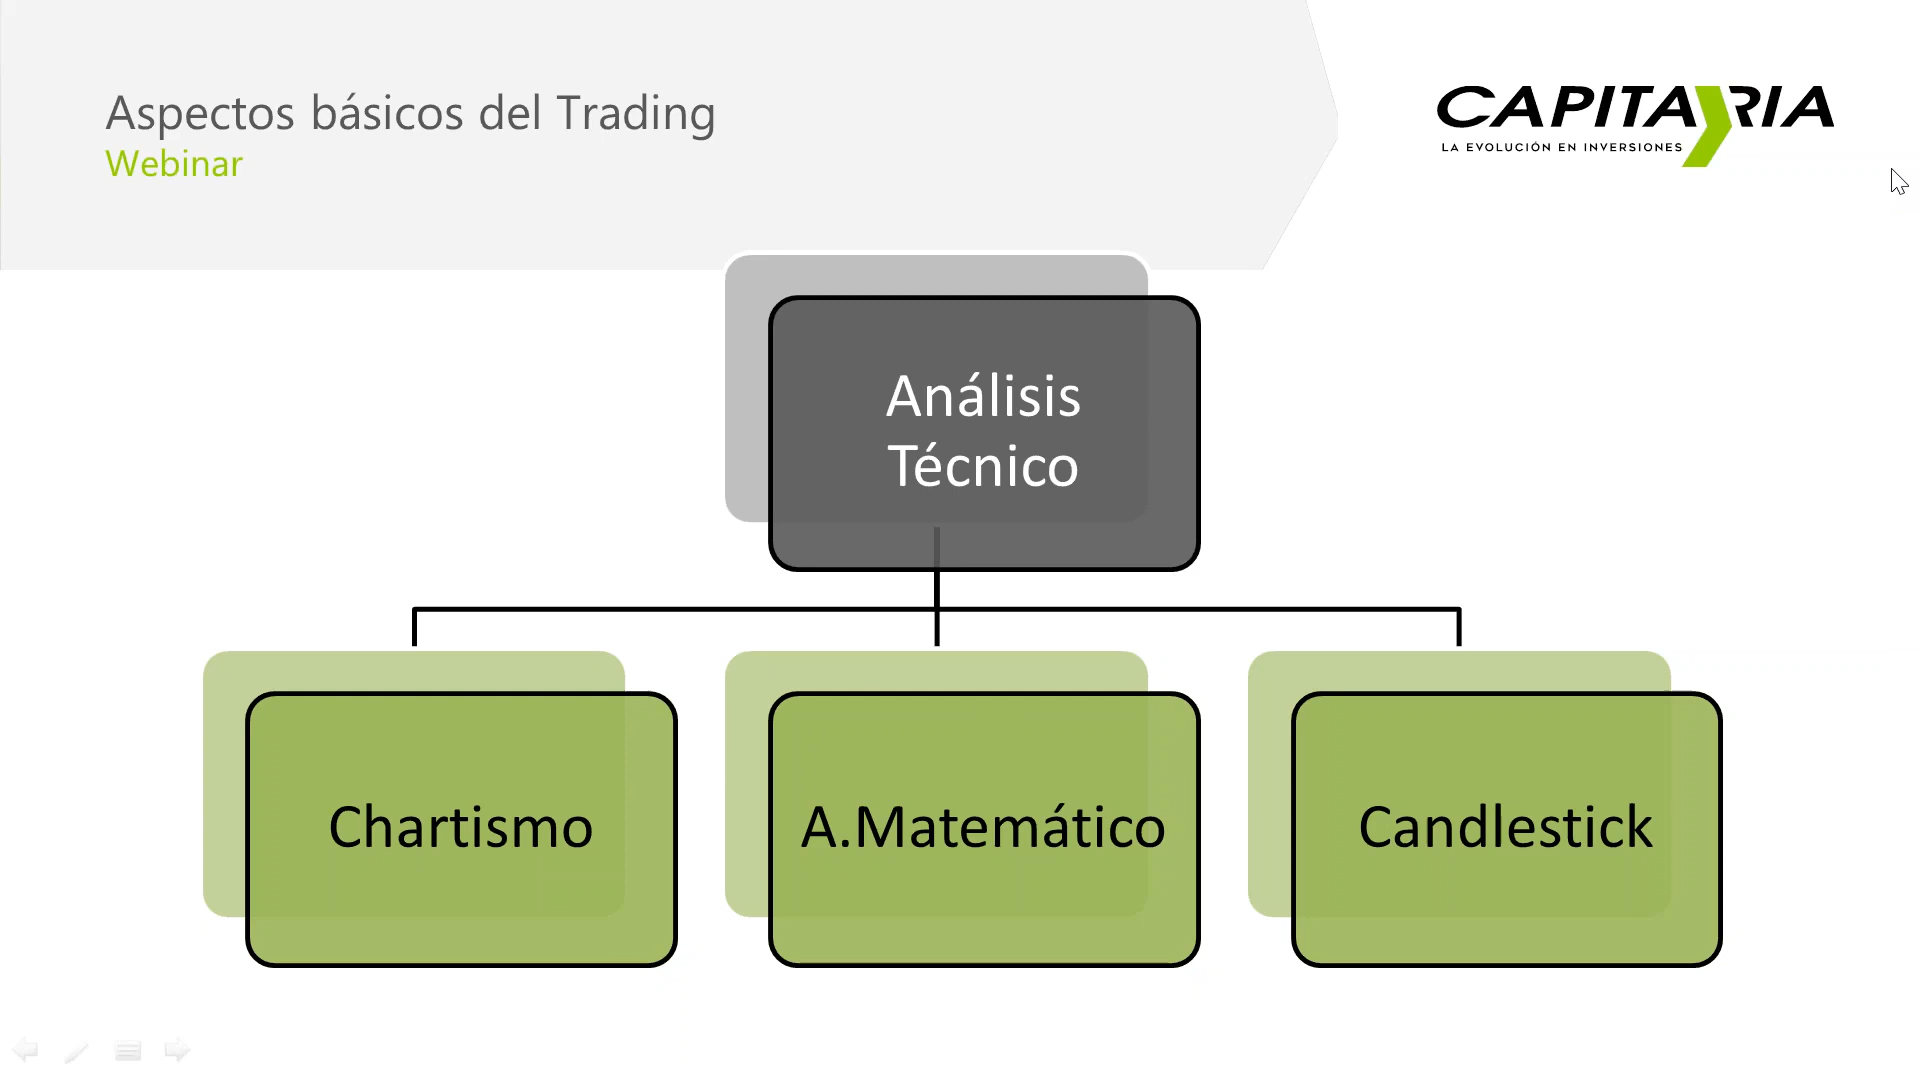 Aspectos básicos del Trading
Webinar
CAPITARIA
LA EVOLUCIÓN EN INVERSIONES
Análisis
Técnico
Chartismo
A.Matemático
Candlestick